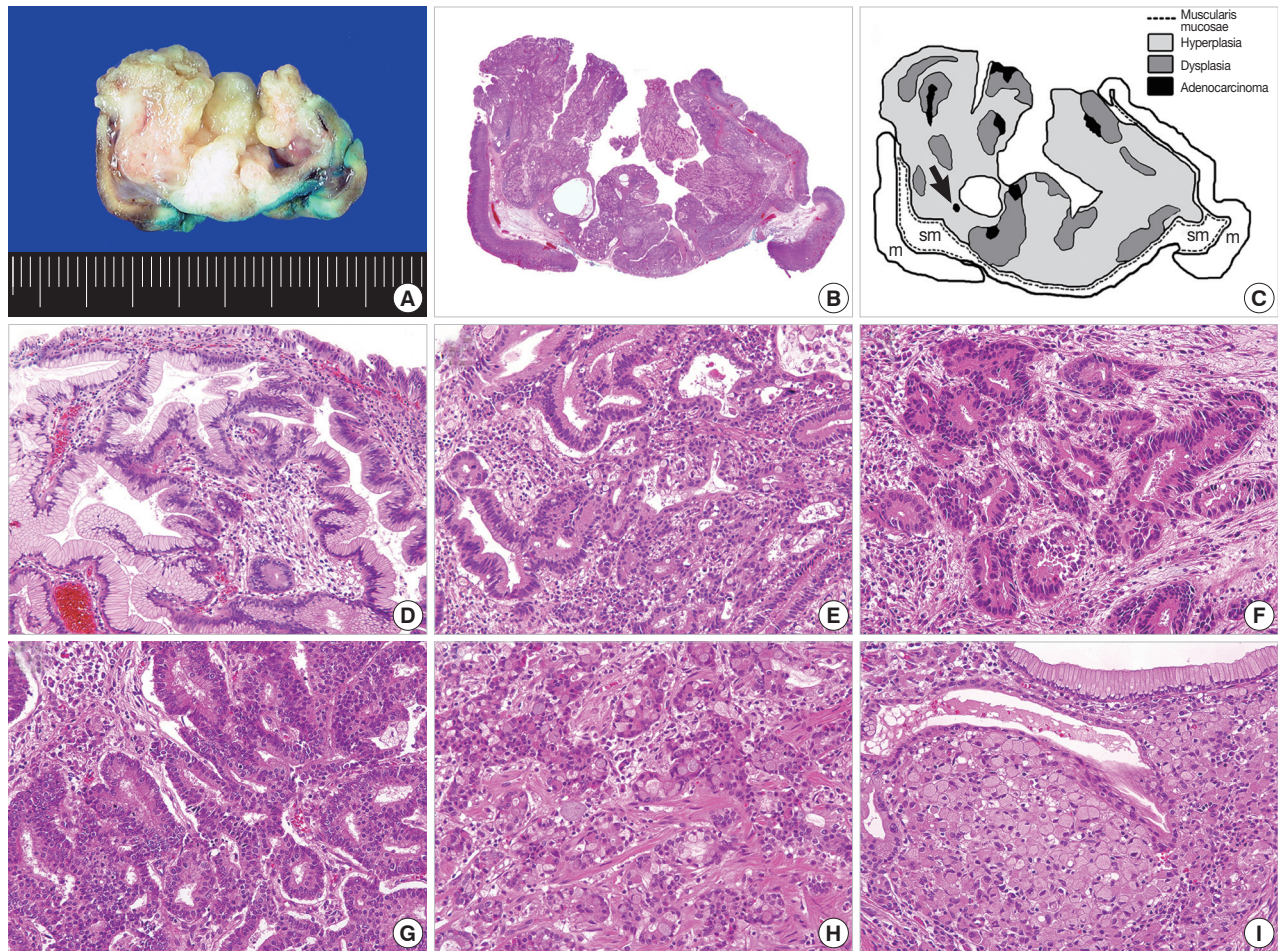 A
B
Muscularis
mucosae
Hyperplasia
Dysplasia
Adenocarcinoma
sm
m
sm
m
C
D
E
F
G
H
I